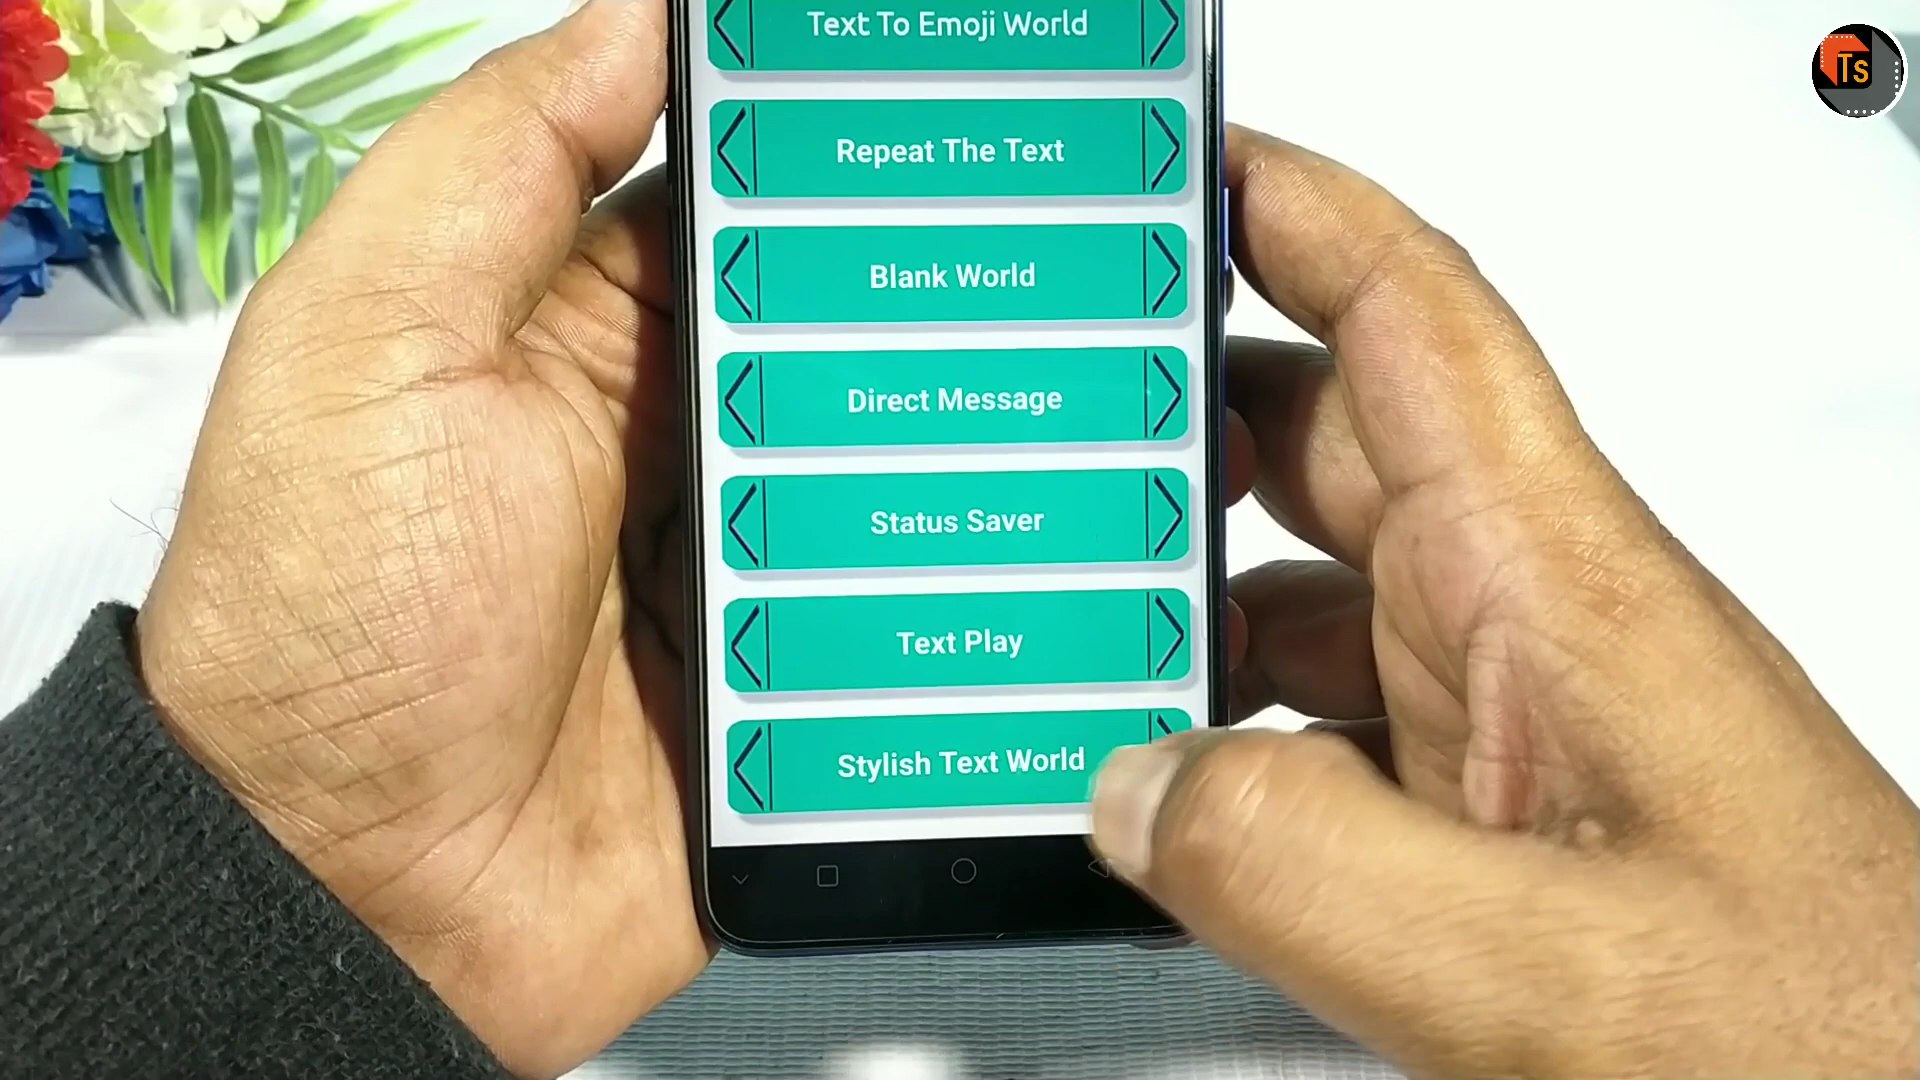 Ts
Text To Emoji World
Repeat The Text
Blank World
Direct Message
Status Saver
Text Play
Stylish Text World